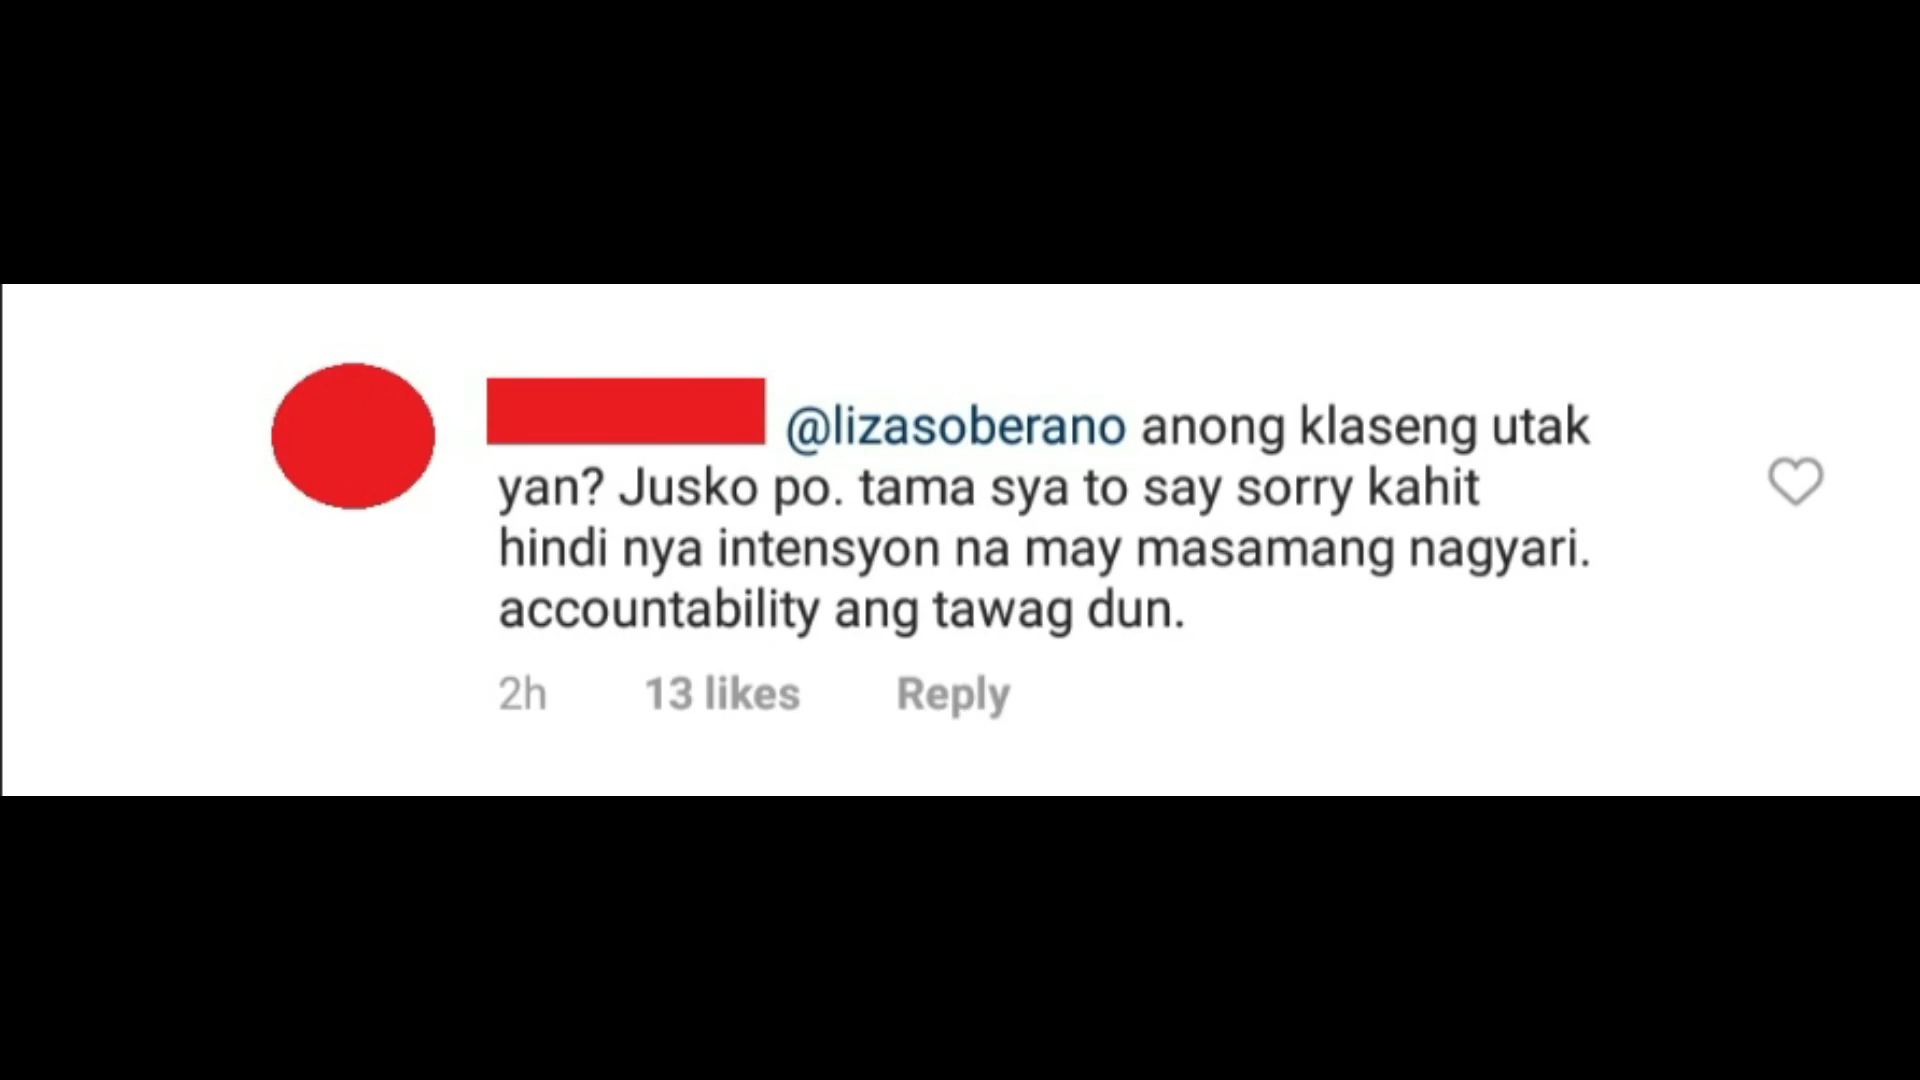 @lizasoberano anong klaseng utak
yan? Jusko po. tama sya to say sorry kahit
hindi nya intensyon na may masamang nagyari.
accountability ang tawag dun.
2h 13 likes Reply